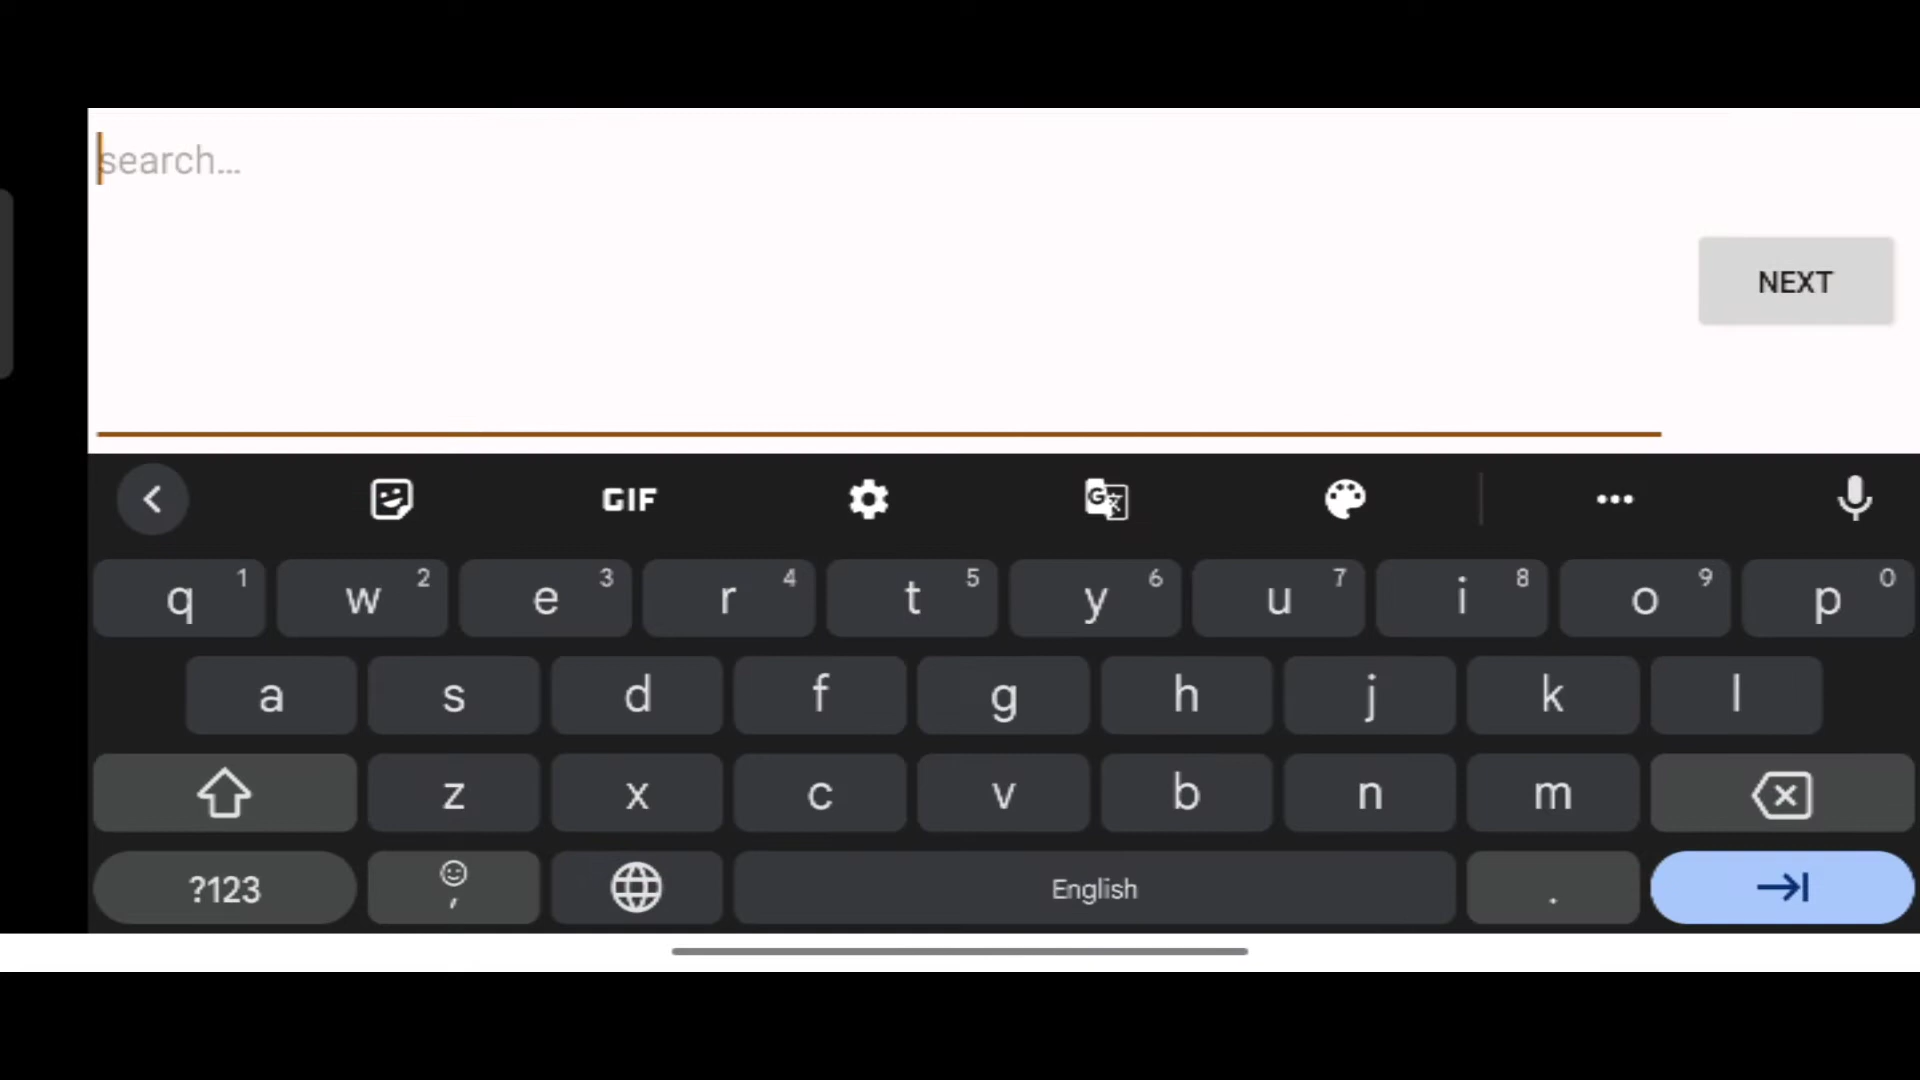 search...
NEXT
GIF
q 1 w 2 e 3 r 4 t 5 y 6 u 7 i 8 o 9 p 0
a s d f g h j k l
z x c v b n m
?123 , English .